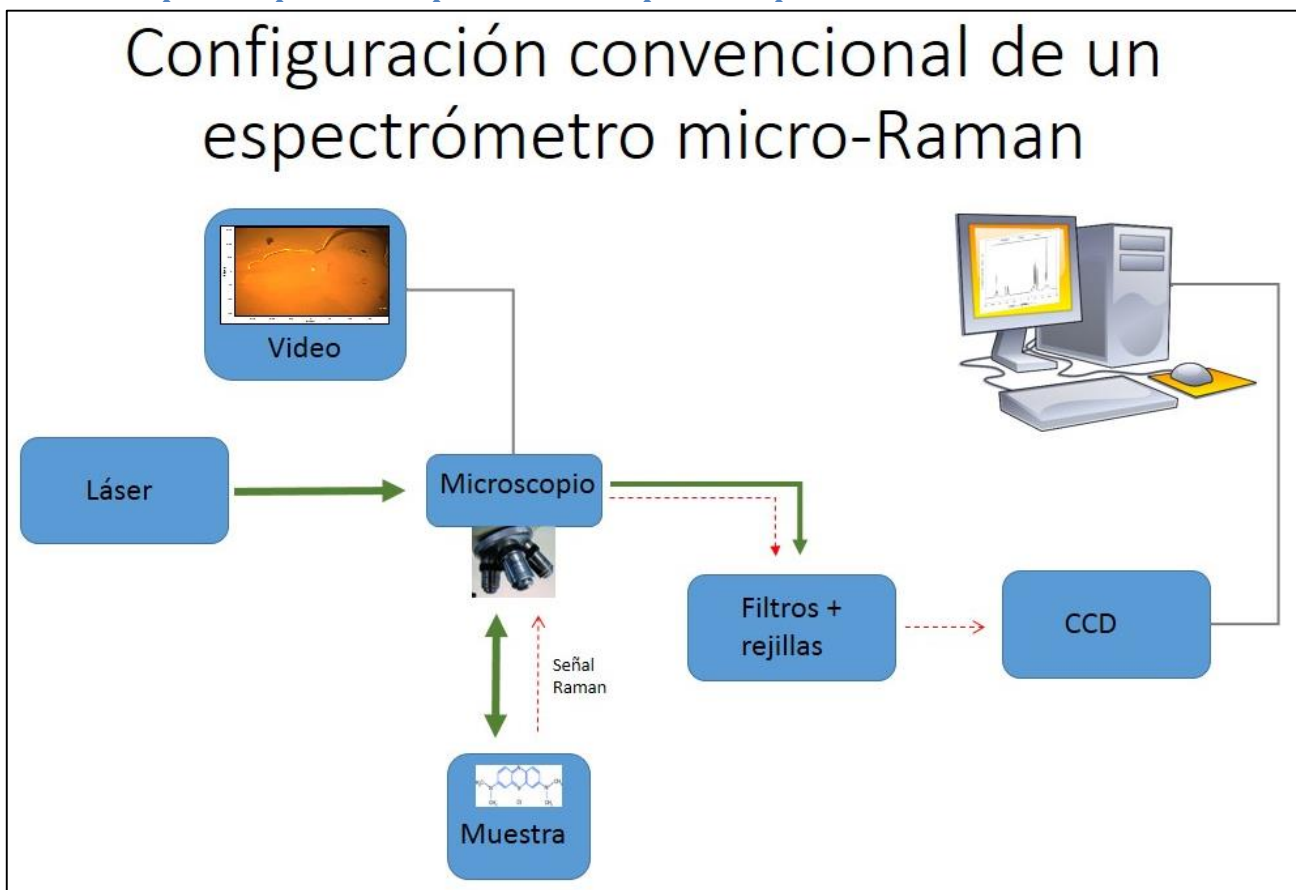 Configuración convencional de un
espectrómetro micro-Raman
Video
Láser
Microscopio
Señal
Raman
Filtros +
rejillas
CCD
Muestra